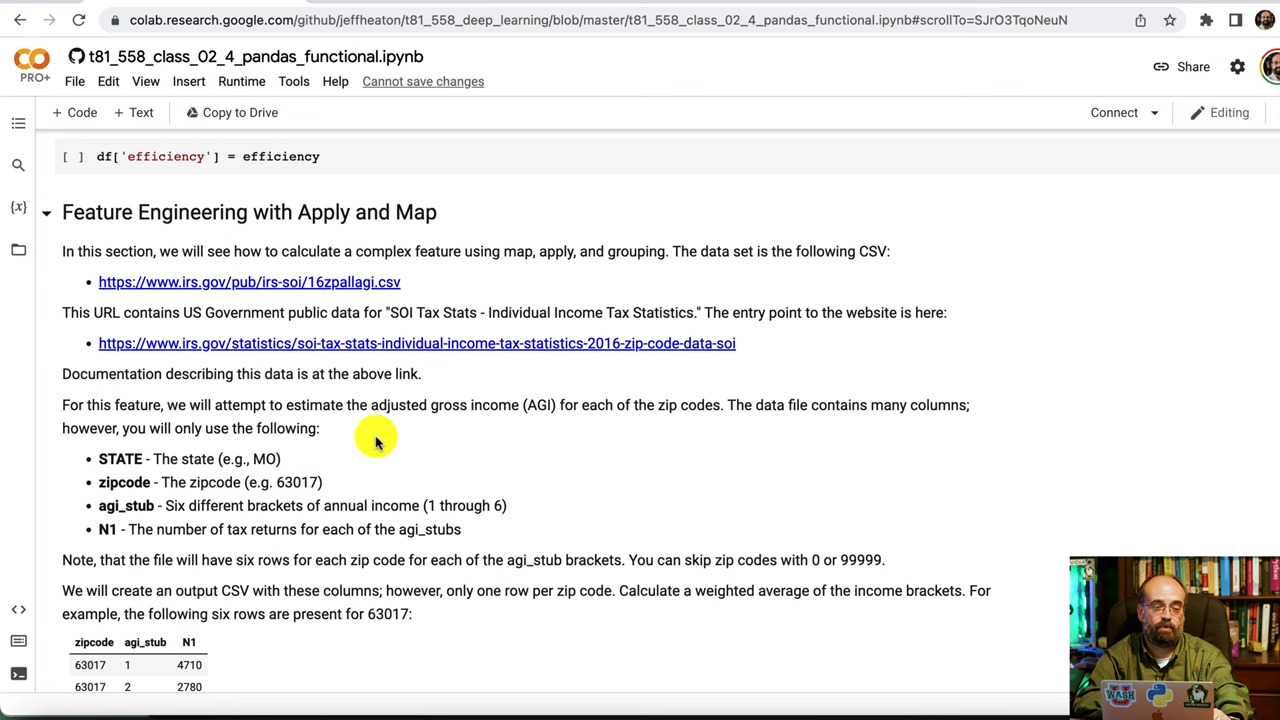 colab.research.google.com/github/jeffheaton/t81_558_deep_learning/blob/master/t81_558_class_02_4_pandas_functional.ipynb#scrollTo=SJrO3TqoNeuN
CO
PRO+
t81_558_class_02_4_pandas_functional.ipynb
File Edit View Insert Runtime Tools Help Cannot save changes
Share
+ Code + Text Copy to Drive
Connect
Editing
[ ] df['efficiency'] = efficiency
Feature Engineering with Apply and Map
In this section, we will see how to calculate a complex feature using map, apply, and grouping. The data set is the following CSV:
• https://www.irs.gov/pub/irs-soi/16zpallagi.csv
This URL contains US Government public data for "SOI Tax Stats - Individual Income Tax Statistics." The entry point to the website is here:
• https://www.irs.gov/statistics/soi-tax-stats-individual-income-tax-statistics-2016-zip-code-data-soi
Documentation describing this data is at the above link.
For this feature, we will attempt to estimate the adjusted gross income (AGI) for each of the zip codes. The data file contains many columns;
however, you will only use the following:
• STATE - The state (e.g., MO)
• zipcode - The zipcode (e.g. 63017)
• agi_stub - Six different brackets of annual income (1 through 6)
• N1 - The number of tax returns for each of the agi_stubs
Note, that the file will have six rows for each zip code for each of the agi_stub brackets. You can skip zip codes with 0 or 99999.
We will create an output CSV with these columns; however, only one row per zip code. Calculate a weighted average of the income brackets. For
example, the following six rows are present for 63017:
zipcode agi_stub N1
63017 1 4710
63017 2 2780
{x}
WASH